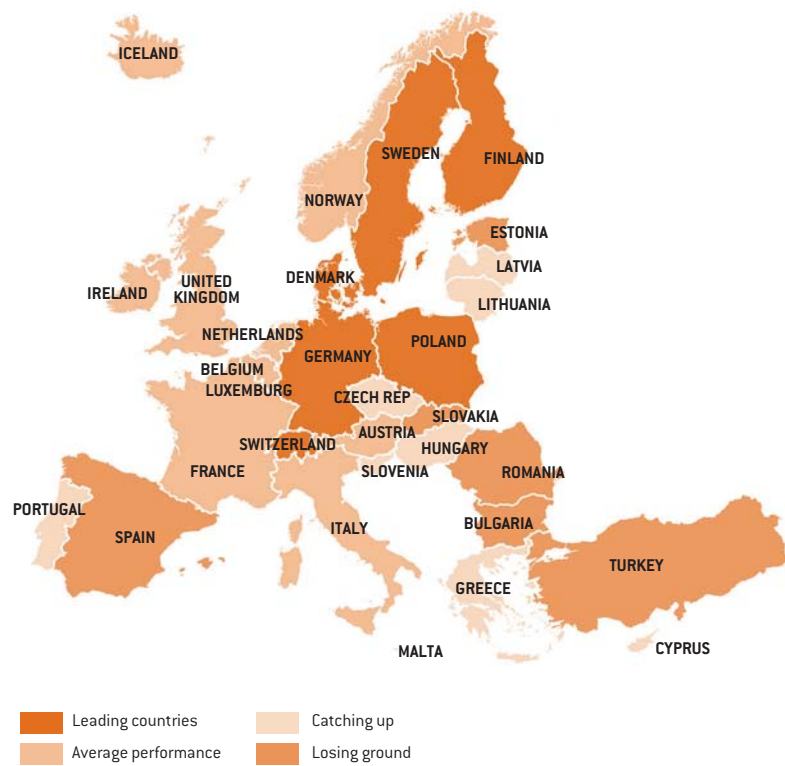 ICELAND
SWEDEN
FINLAND
NORWAY
ESTONIA
LATVIA
DENMARK
UNITED
KINGDOM
IRELAND
LITHUANIA
NETHERLANDS
GERMANY
POLAND
BELGIUM
LUXEMBURG
CZECH REP
SLOVAKIA
AUSTRIA
SWITZERLAND
HUNGARY
FRANCE
SLOVENIA
ROMANIA
PORTUGAL
SPAIN
ITALY
BULGARIA
TURKEY
GREECE
MALTA
CYPRUS
Leading countries
Average performance
Catching up
Losing ground